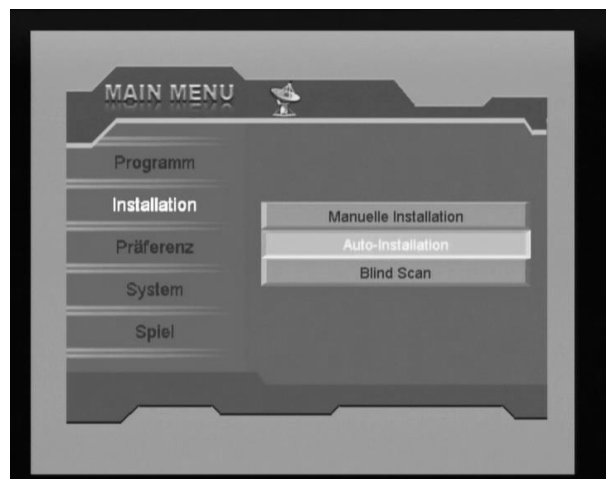 MAIN MENU
Programm
Installation
Präferenz
System
Spiel
Manuelle Installation
Auto-Installation
Blind Scan